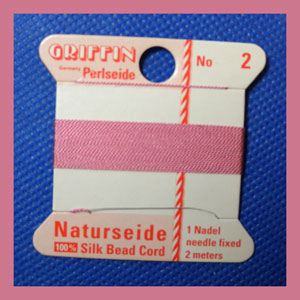 GRIFFIN
Germany
Perlseide
No 2
Naturseide
100% Silk Bead Cord
1 Nadel
needle fixed
2 meters